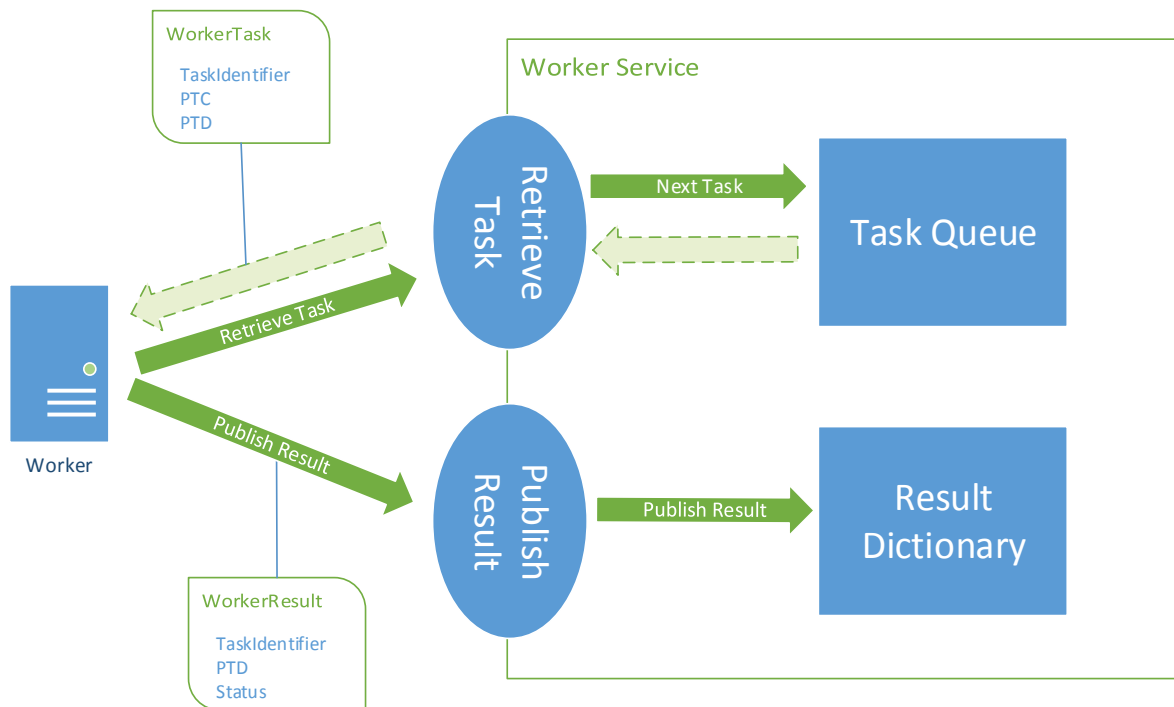 WorkerTask
TaskIdentifier
PTC
PTD
Worker Service
Retrieve
Task
Next Task
Task Queue
Retrieve Task
Worker
Publish Result
Publish
Result
Publish Result
Result
Dictionary
WorkerResult
TaskIdentifier
PTD
Status